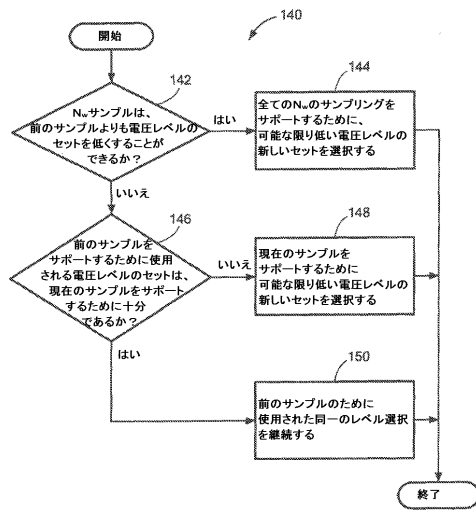 140
開始
142
Nwサンプルは、
前のサンプルよりも電圧レベルの
セットを低くすることが
できるか？
はい
144
全てのNwのサンプリングを
サポートするために、
可能な限り低い電圧レベルの
新しいセットを選択する
いいえ
146
前のサンプルを
サポートするために使用
される電圧レベルのセットは、
現在のサンプルをサポート
するために十分
であるか？
いいえ
148
現在のサンプルを
サポートするために
可能な限り低い電圧レベルの
新しいセットを選択する
はい
150
前のサンプルのために
使用された同一のレベル選択
を継続する
終了